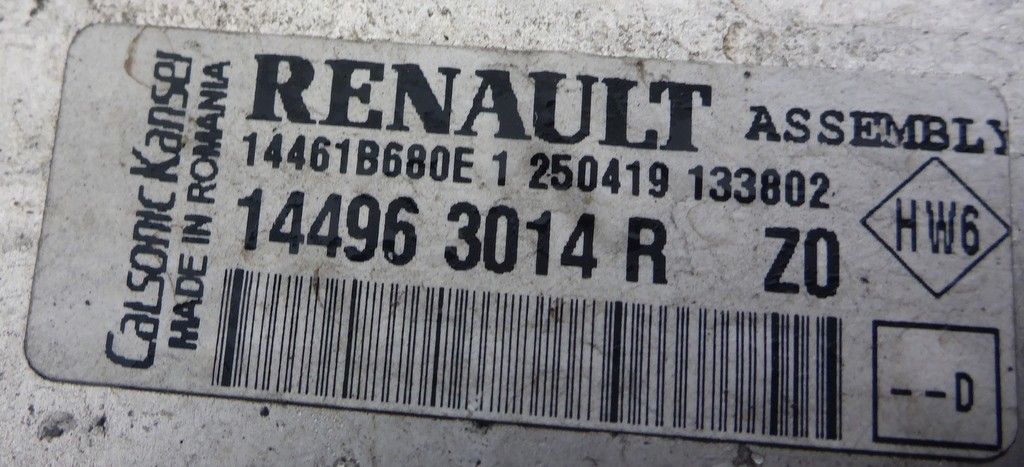 Calsonic Kansei
MADE IN ROMANIA
RENAULT ASSEMBLY
14461B680E 1 250419 133802
14496 3014 R Z0
HW6
--D